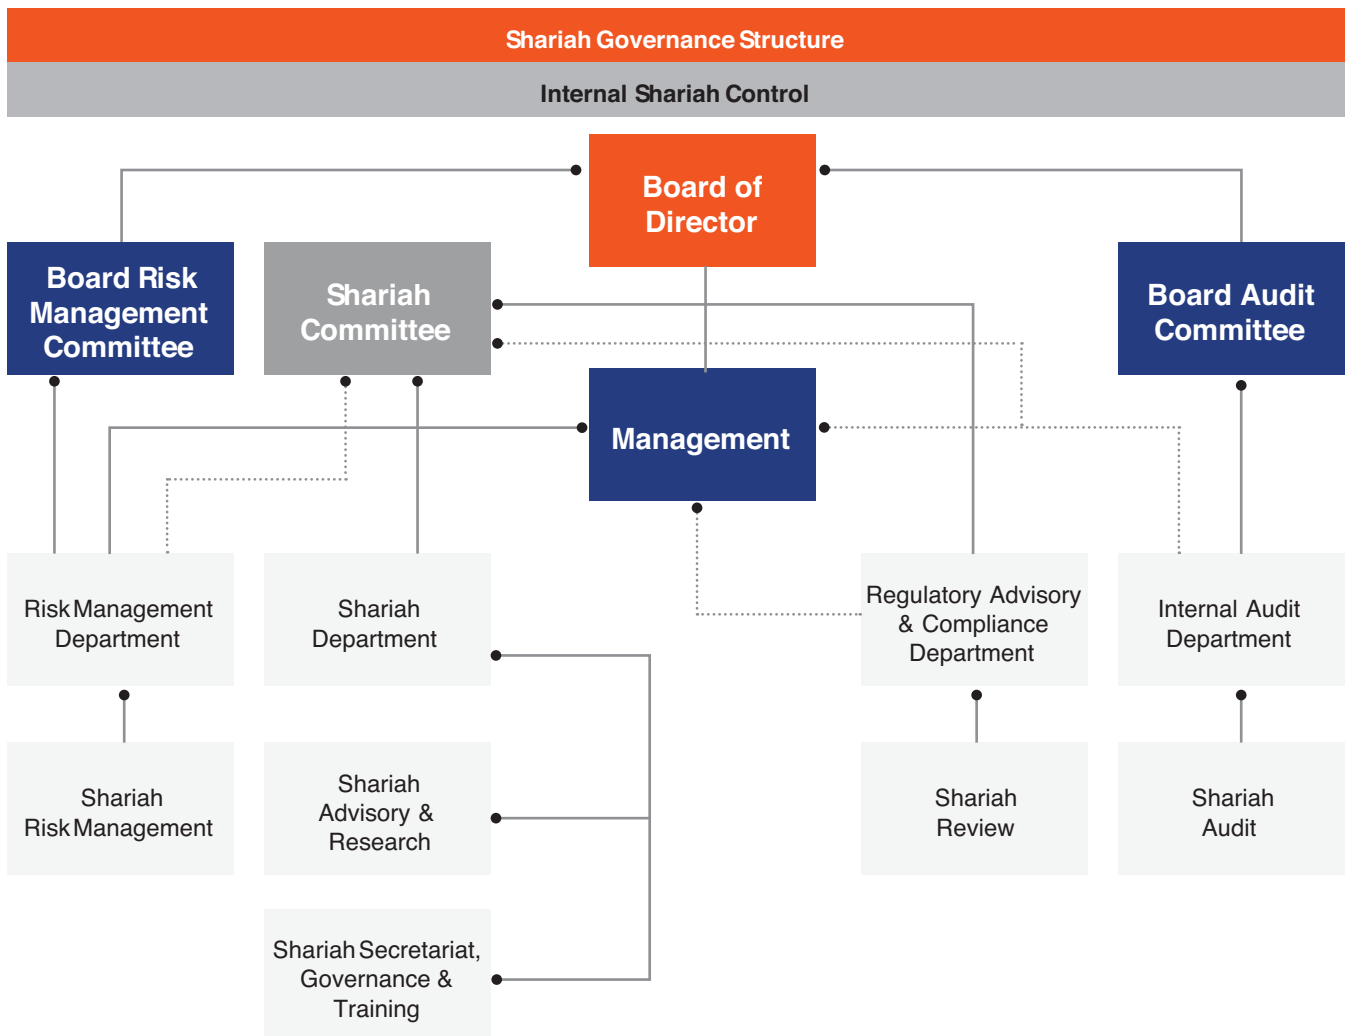 Shariah Governance Structure
Internal Shariah Control
Board of
Director
Board Risk
Management
Committee
Shariah
Committee
Board Audit
Committee
Management
Risk Management
Department
Shariah
Department
Regulatory Advisory
& Compliance
Department
Internal Audit
Department
Shariah
Risk Management
Shariah
Advisory &
Research
Shariah
Review
Shariah
Audit
Shariah Secretariat,
Governance &
Training